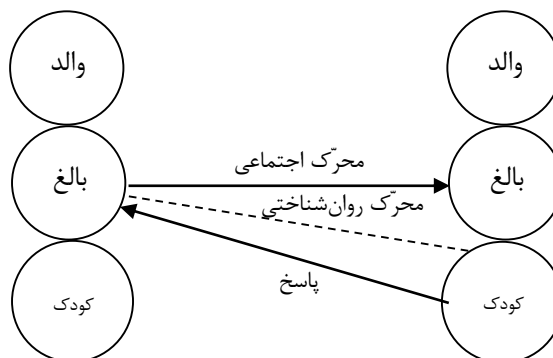 والد
والد
محرّک اجتماعی
بالغ
بالغ
محرّک روان‌شناختی
پاسخ
کودک
کودک